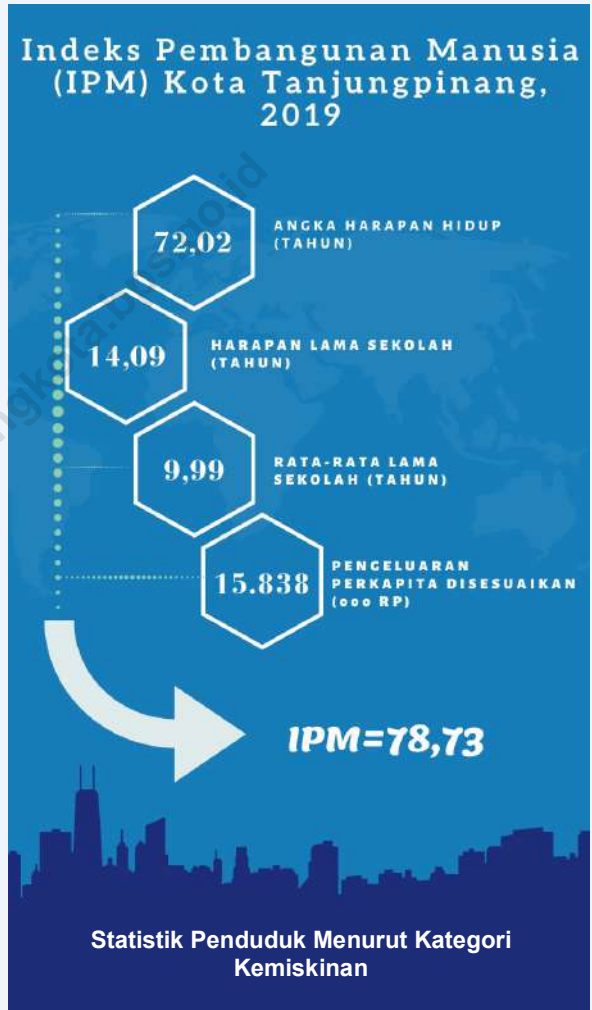 Indeks Pembangunan Manusia
(IPM) Kota Tanjungpinang,
2019
72,02
ANGKA HARAPAN HIDUP
(TAHUN)
14,09
HARAPAN LAMA SEKOLAH
(TAHUN)
9,99
RATA-RATA LAMA
SEKOLAH (TAHUN)
15.838
PENGELUARAN
PERKAPITA DISESUAIKAN
(000 RP)
IPM=78,73
Statistik Penduduk Menurut Kategori
Kemiskinan